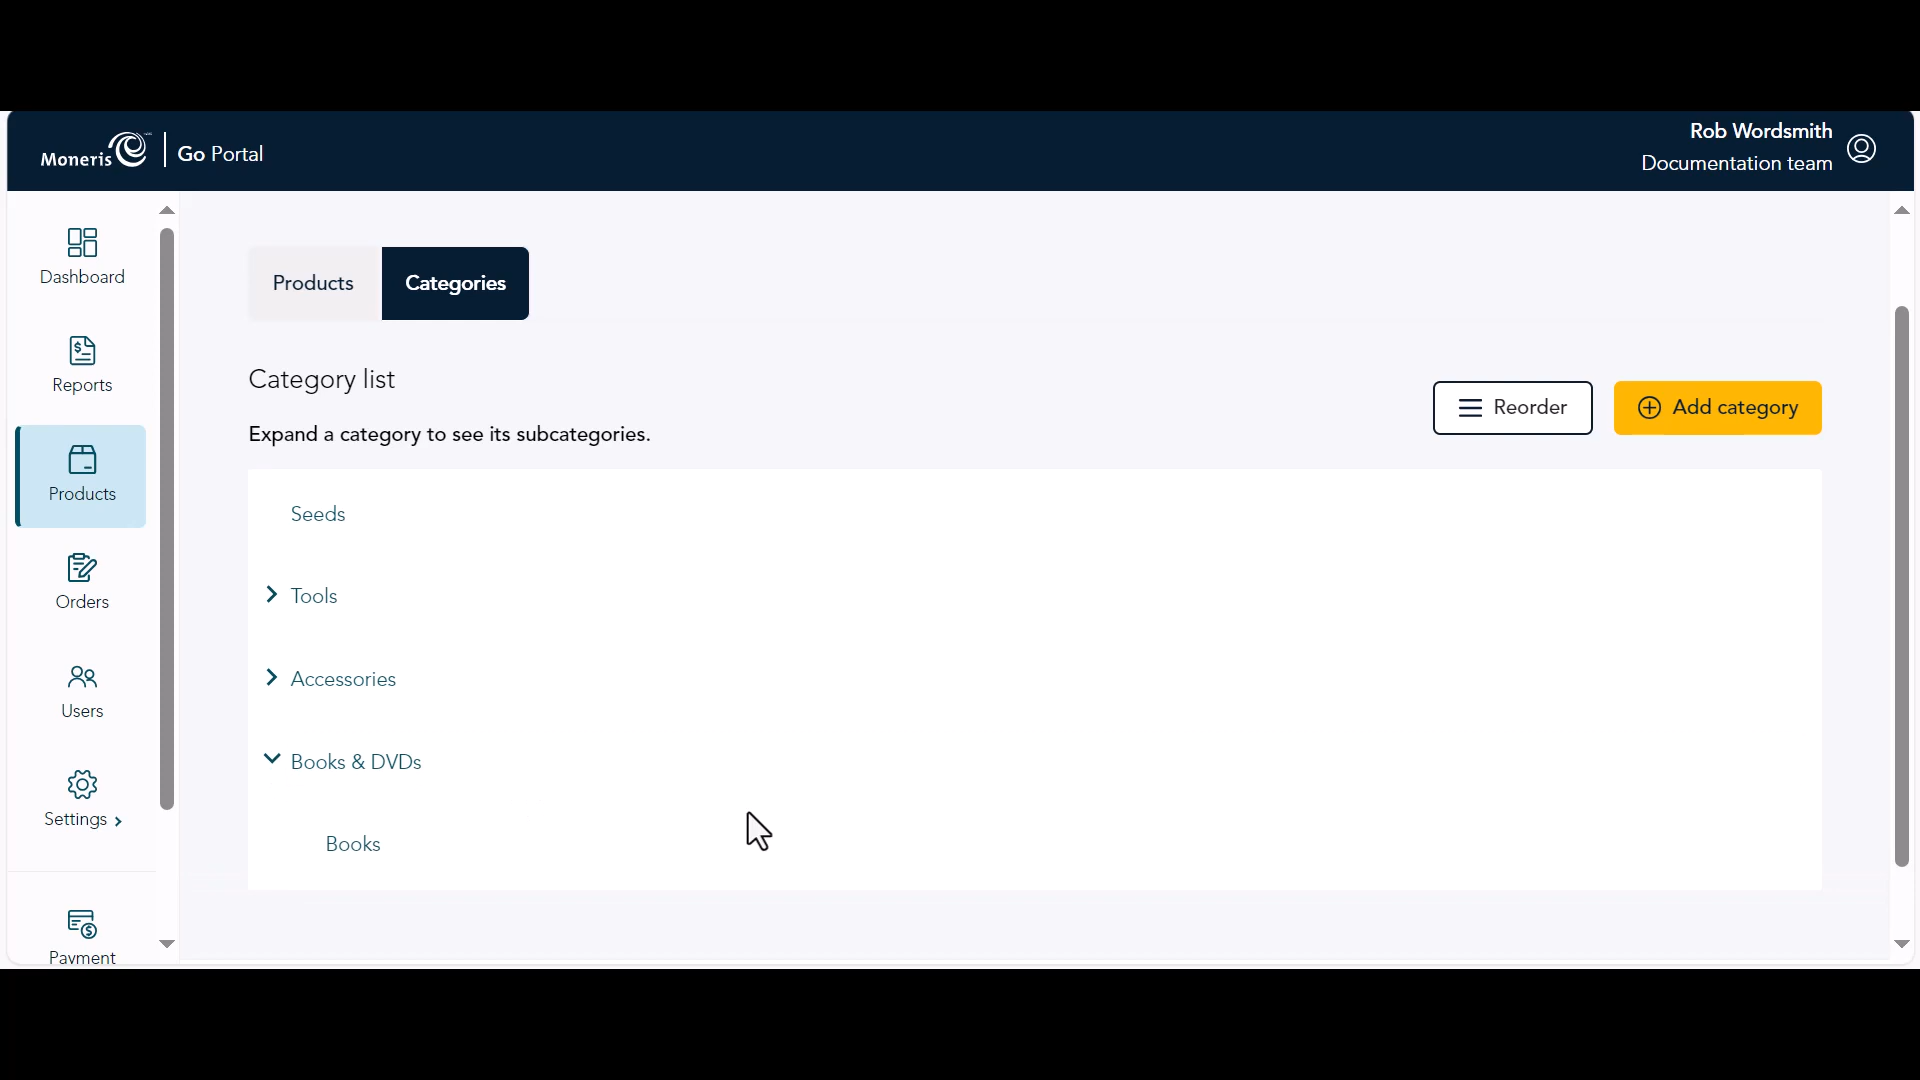 Moneris
Go Portal
Rob Wordsmith
Documentation team
Dashboard
Reports
Products
Orders
Users
Settings
Payment
Products
Categories
Category list
Expand a category to see its subcategories.
Reorder
Add category
Seeds
Tools
Accessories
Books & DVDs
Books